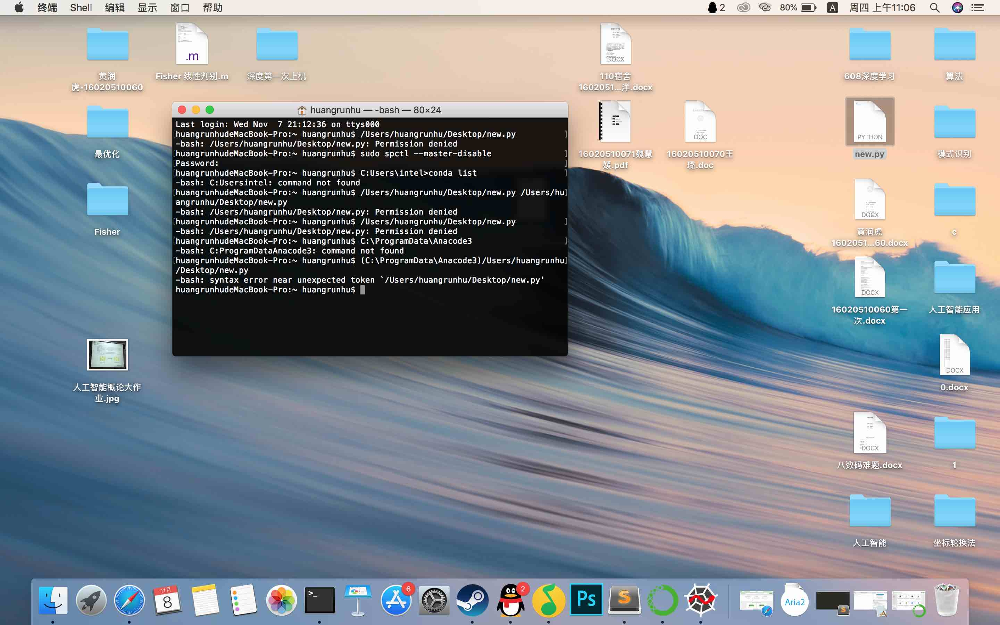 终端 Shell 编辑 显示 窗口 帮助
2 80% A 周四 上午11:06
黄润
虎-16020510060
.m
Fisher 线性判别.m
深度第一次上机
DOCX
110宿舍
1602051...洋.docx
608深度学习
算法
最优化
16020510071魏慧
媛.pdf
DOC
16020510070王
璐.doc
PYTHON
new.py
模式识别
Fisher
DOCX
黄润虎
1602051...60.docx
c
huangrunhu — -bash — 80×24
Last login: Wed Nov  7 21:12:36 on ttys000
[huangrunhudeMacBook-Pro:~ huangrunhu$ /Users/huangrunhu/Desktop/new.py ]
-bash: /Users/huangrunhu/Desktop/new.py: Permission denied
[huangrunhudeMacBook-Pro:~ huangrunhu$ sudo spctl --master-disable ]
[Password: ]
[huangrunhudeMacBook-Pro:~ huangrunhu$ C:Users\intel>conda list ]
-bash: C:Usersintel: command not found
[huangrunhudeMacBook-Pro:~ huangrunhu$ /Users/huangrunhu/Desktop/new.py /Users/hu]
angrunhu/Desktop/new.py
-bash: /Users/huangrunhu/Desktop/new.py: Permission denied
[huangrunhudeMacBook-Pro:~ huangrunhu$ /Users/huangrunhu/Desktop/new.py ]
-bash: /Users/huangrunhu/Desktop/new.py: Permission denied
[huangrunhudeMacBook-Pro:~ huangrunhu$ C:\ProgramData\Anacode3 ]
-bash: C:ProgramDataAnacode3: command not found
[huangrunhudeMacBook-Pro:~ huangrunhu$ (C:\ProgramData\Anacode3)/Users/huangrunhu]
/Desktop/new.py
-bash: syntax error near unexpected token `/Users/huangrunhu/Desktop/new.py'
huangrunhudeMacBook-Pro:~ huangrunhu$
DOCX
16020510060第一
次.docx
人工智能应用
人工智能概论大作
业.jpg
DOCX
0.docx
DOCX
八数码难题.docx
1
人工智能
坐标轮换法
11月
8
>_
6
2
Ps
S
Aria2